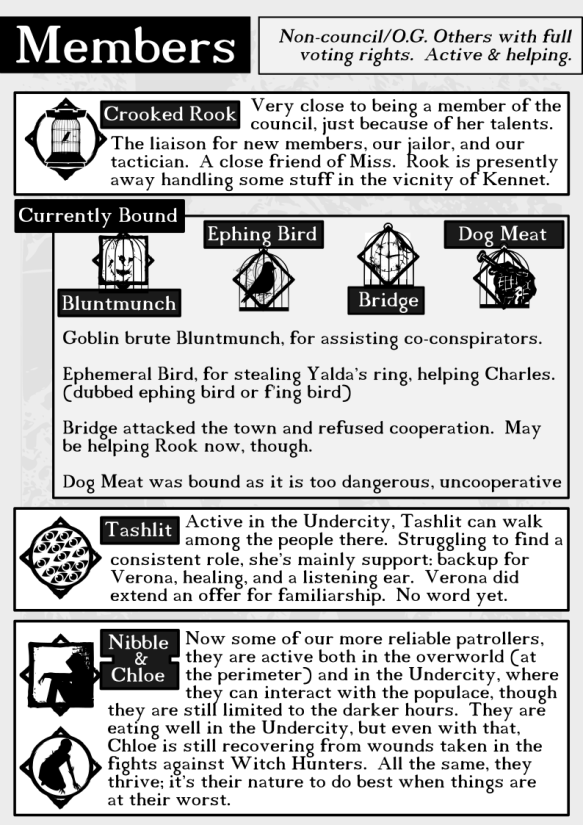 Members
Non-council/O.G. Others with full
voting rights. Active & helping.
Crooked Rook
Very close to being a member of the
council, just because of her talents.
The liaison for new members, our jailor, and our
tactician. A close friend of Miss. Rook is presently
away handling some stuff in the vicinity of Kennet.
Currently Bound
Bluntmunch
Ephing Bird
Bridge
Dog Meat
Goblin brute Bluntmunch, for assisting co-conspirators.
Ephemeral Bird, for stealing Yalda's ring, helping Charles.
(dubbed ephing bird or f'ing bird)
Bridge attacked the town and refused cooperation. May
be helping Rook now, though.
Dog Meat was bound as it is too dangerous, uncooperative
Tashlit
Active in the Undercity, Tashlit can walk
among the people there. Struggling to find a
consistent role, she's mainly support: backup for
Verona, healing, and a listening ear. Verona did
extend an offer for familiarship. No word yet.
Nibble
&
Chloe
Now some of our more reliable patrollers,
they are active both in the overworld (at
the perimeter) and in the Undercity, where
they can interact with the populace, though
they are still limited to the darker hours. They are
eating well in the Undercity, but even with that,
Chloe is still recovering from wounds taken in the
fights against Witch Hunters. All the same, they
thrive; it's their nature to do best when things are
at their worst.